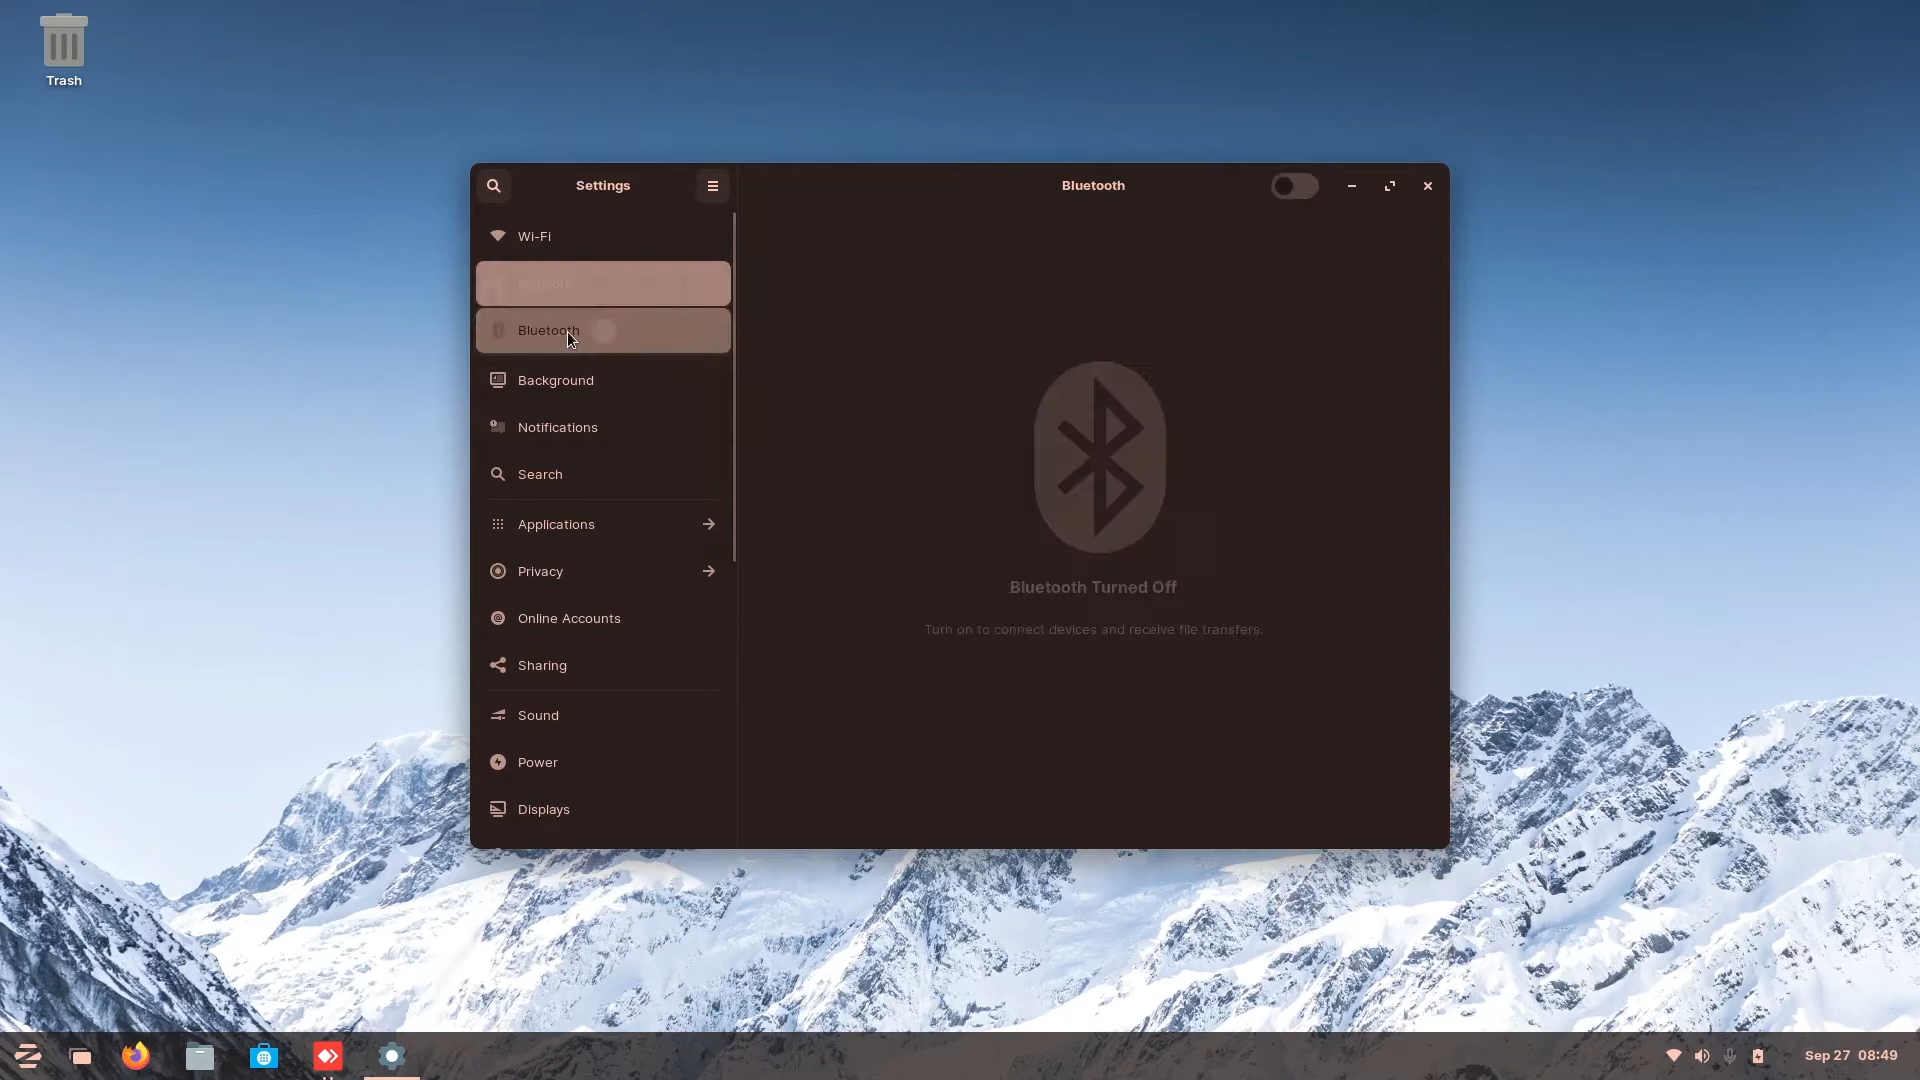 Trash
Settings
Bluetooth
Wi-Fi
Network
Bluetooth
Background
Notifications
Search
Applications
Privacy
Online Accounts
Sharing
Sound
Power
Displays
Bluetooth Turned Off
Turn on to connect devices and receive file transfers.
Sep 27 08:49